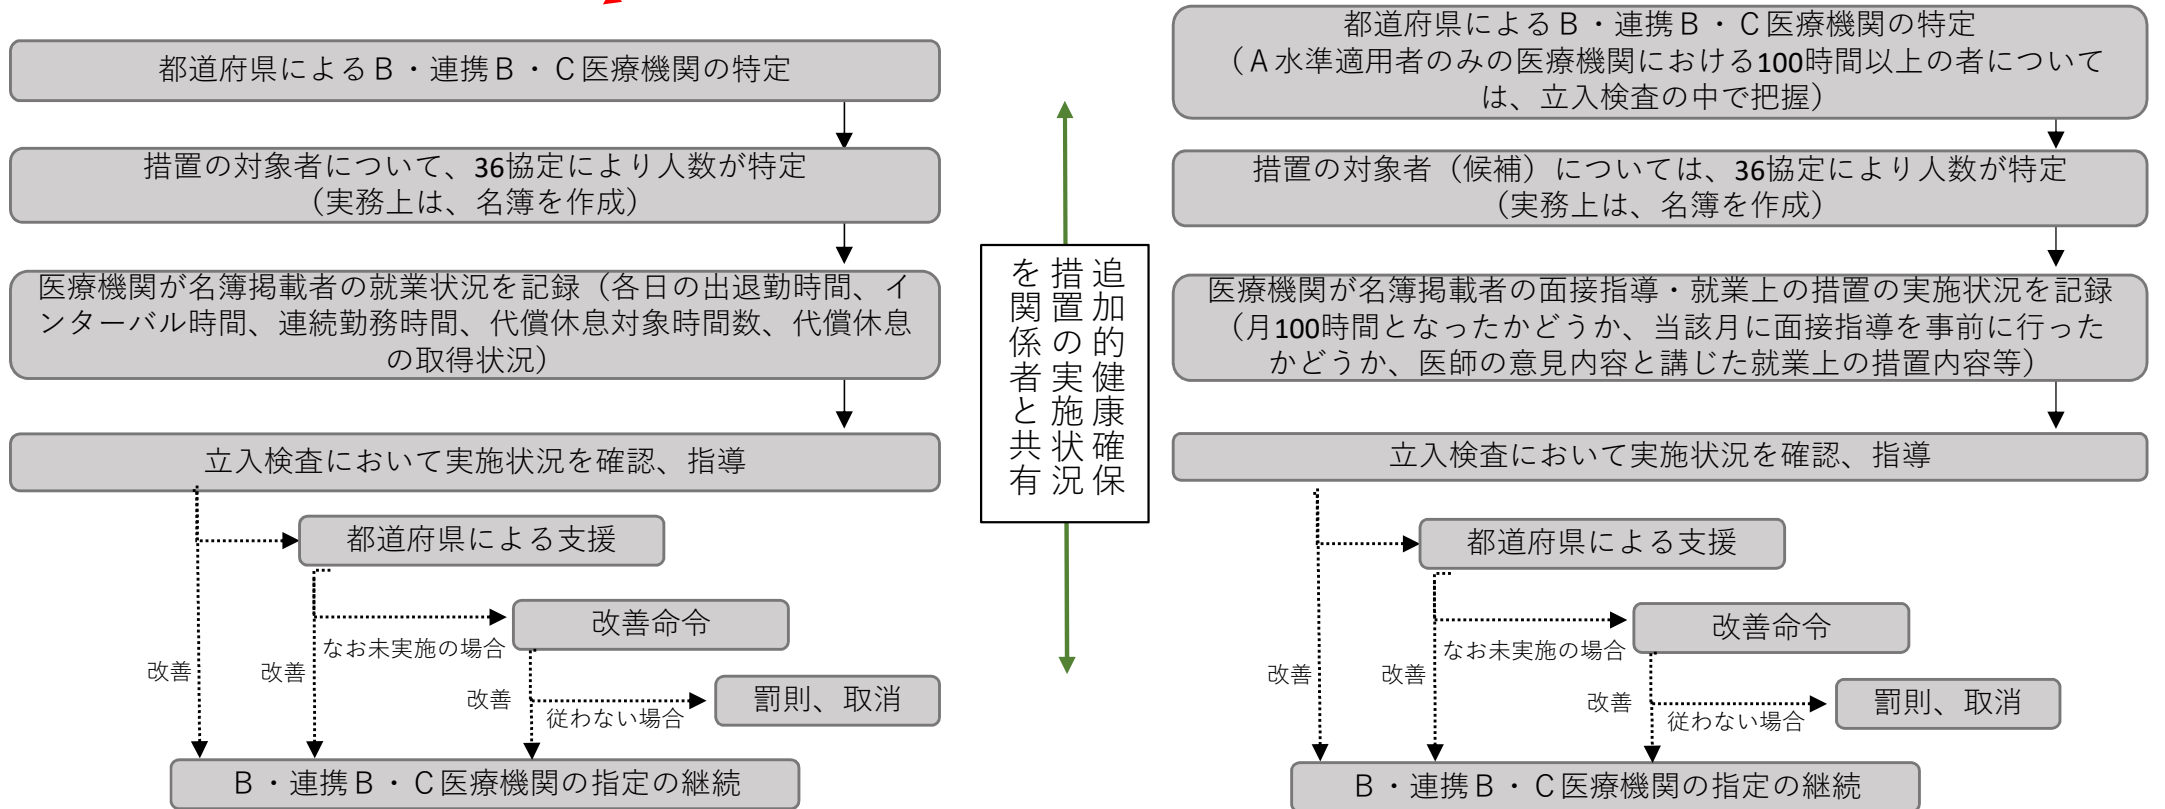 都道府県によるＢ・連携Ｂ・Ｃ医療機関の特定
措置の対象者について、36協定により人数が特定
（実務上は、名簿を作成）
医療機関が名簿掲載者の就業状況を記録（各日の出退勤時間、イ
ンターバル時間、連続勤務時間、代償休息対象時間数、代償休息
の取得状況）
立入検査において実施状況を確認、指導
都道府県による支援
改善命令
なお未実施の場合
改善
改善
改善
罰則、取消
従わない場合
Ｂ・連携Ｂ・Ｃ医療機関の指定の継続
追加的健康確保
措置の実施状況
を関係者と共有
都道府県によるＢ・連携Ｂ・Ｃ医療機関の特定
（Ａ水準適用者のみの医療機関における100時間以上の者について
は、立入検査の中で把握）
措置の対象者（候補）については、36協定により人数が特定
（実務上は、名簿を作成）
医療機関が名簿掲載者の面接指導・就業上の措置の実施状況を記録
（月100時間となったかどうか、当該月に面接指導を事前に行った
かどうか、医師の意見内容と講じた就業上の措置内容等）
立入検査において実施状況を確認、指導
都道府県による支援
改善命令
なお未実施の場合
改善
改善
改善
罰則、取消
従わない場合
Ｂ・連携Ｂ・Ｃ医療機関の指定の継続